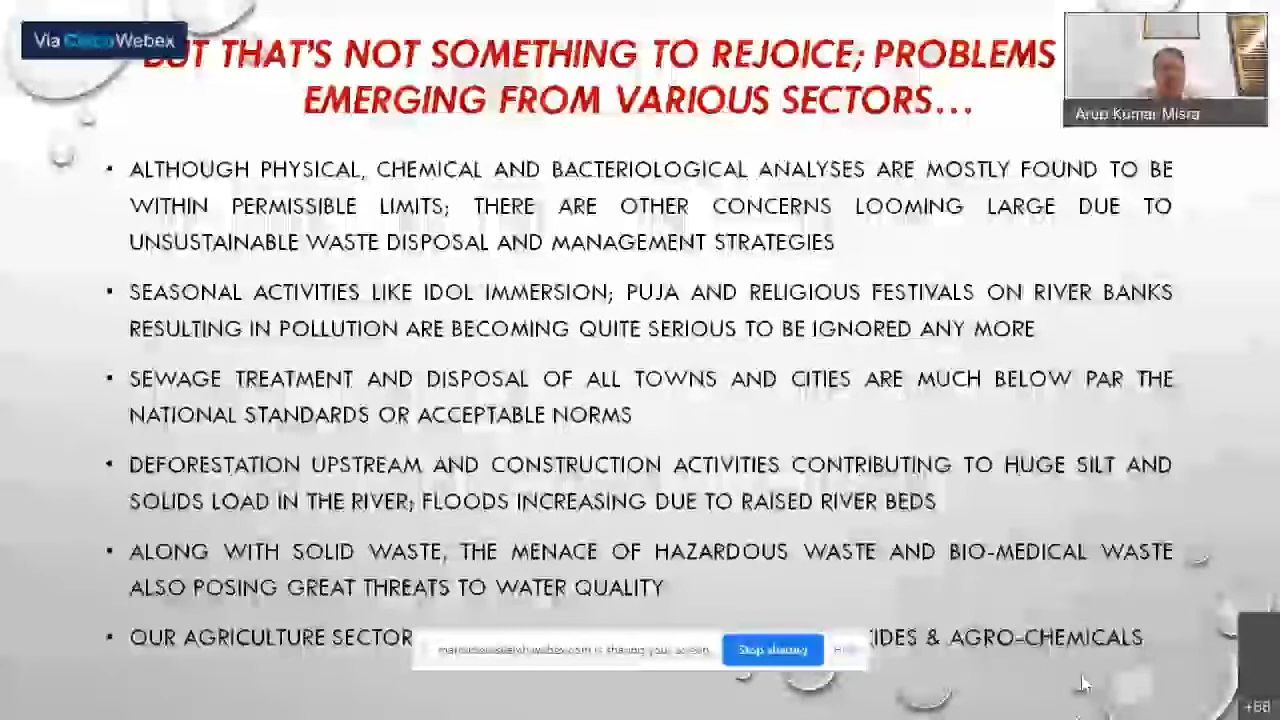 Via Cisco Webex
BUT THAT'S NOT SOMETHING TO REJOICE; PROBLEMS
EMERGING FROM VARIOUS SECTORS...
Arup Kumar Misra
• ALTHOUGH PHYSICAL, CHEMICAL AND BACTERIOLOGICAL ANALYSES ARE MOSTLY FOUND TO BE
WITHIN PERMISSIBLE LIMITS; THERE ARE OTHER CONCERNS LOOMING LARGE DUE TO
UNSUSTAINABLE WASTE DISPOSAL AND MANAGEMENT STRATEGIES
• SEASONAL ACTIVITIES LIKE IDOL IMMERSION; PUJA AND RELIGIOUS FESTIVALS ON RIVER BANKS
RESULTING IN POLLUTION ARE BECOMING QUITE SERIOUS TO BE IGNORED ANY MORE
• SEWAGE TREATMENT AND DISPOSAL OF ALL TOWNS AND CITIES ARE MUCH BELOW PAR THE
NATIONAL STANDARDS OR ACCEPTABLE NORMS
• DEFORESTATION UPSTREAM AND CONSTRUCTION ACTIVITIES CONTRIBUTING TO HUGE SILT AND
SOLIDS LOAD IN THE RIVER; FLOODS INCREASING DUE TO RAISED RIVER BEDS
• ALONG WITH SOLID WASTE, THE MENACE OF HAZARDOUS WASTE AND BIO-MEDICAL WASTE
ALSO POSING GREAT THREATS TO WATER QUALITY
• OUR AGRICULTURE SECTOR
is sharing your screen. Stop sharing Hide
CIDES & AGRO-CHEMICALS